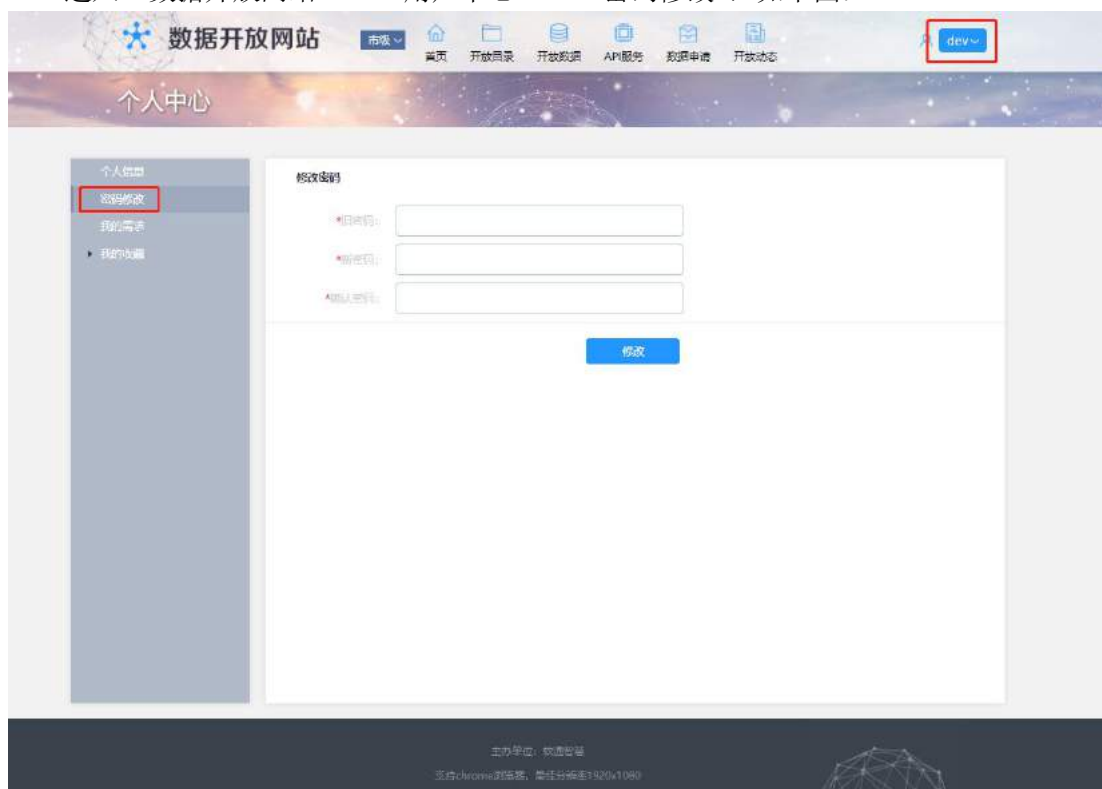 数据开放网站
市级
首页
开放目录
开放数据
API服务
数据申请
开放动态
dev
个人中心
个人信息
密码修改
我的需求
我的收藏
修改密码
*旧密码：
*新密码：
*确认密码：
修改
主办单位：软通智慧
支持chrome浏览器，最佳分辨率1920x1080